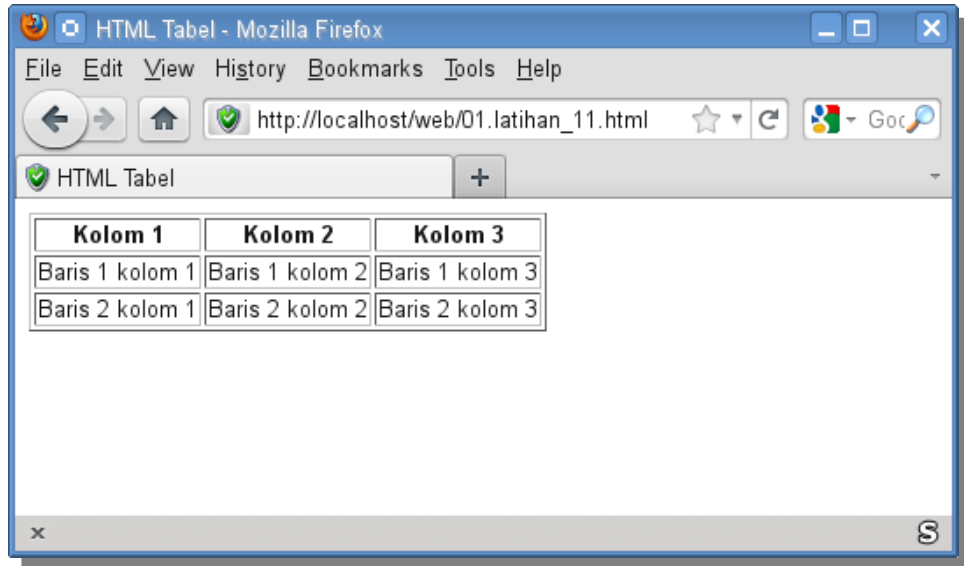 HTML Tabel - Mozilla Firefox
File Edit View History Bookmarks Tools Help
http://localhost/web/01.latihan_11.html Goo
HTML Tabel
Kolom 1 Kolom 2 Kolom 3
Baris 1 kolom 1 Baris 1 kolom 2 Baris 1 kolom 3
Baris 2 kolom 1 Baris 2 kolom 2 Baris 2 kolom 3
S